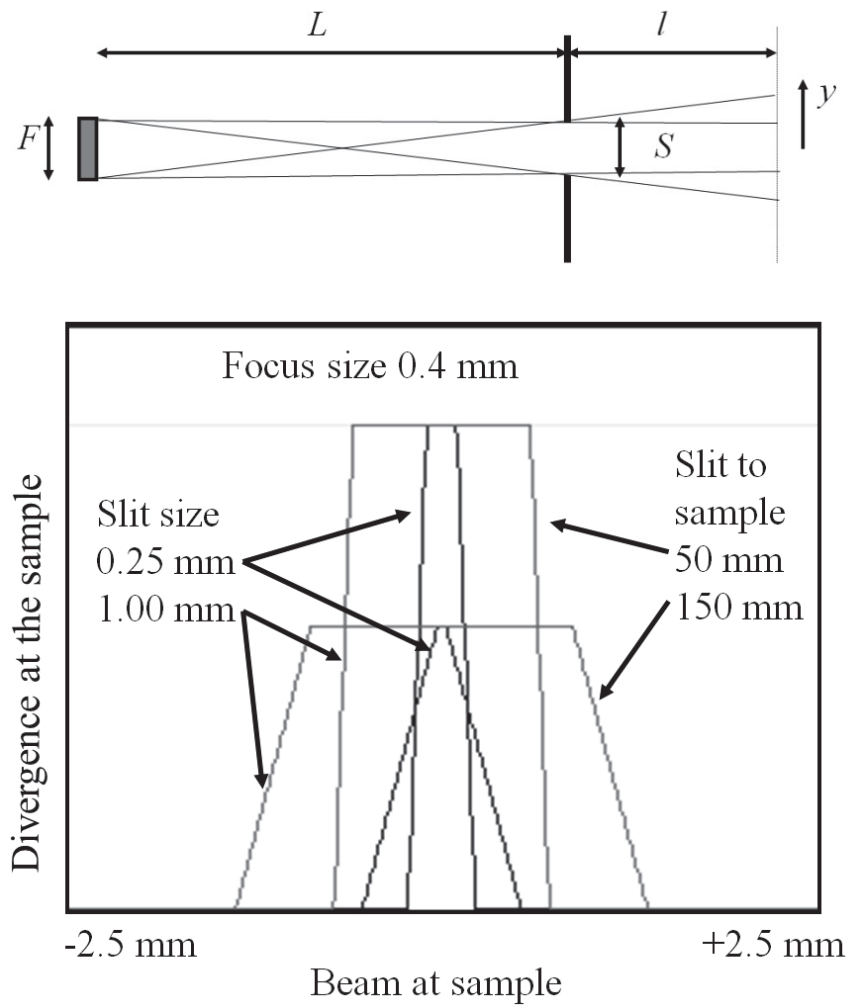 L
l
F
S
y
Focus size 0.4 mm
Divergence at the sample
Slit size
0.25 mm
1.00 mm
Slit to
sample
50 mm
150 mm
-2.5 mm
+2.5 mm
Beam at sample